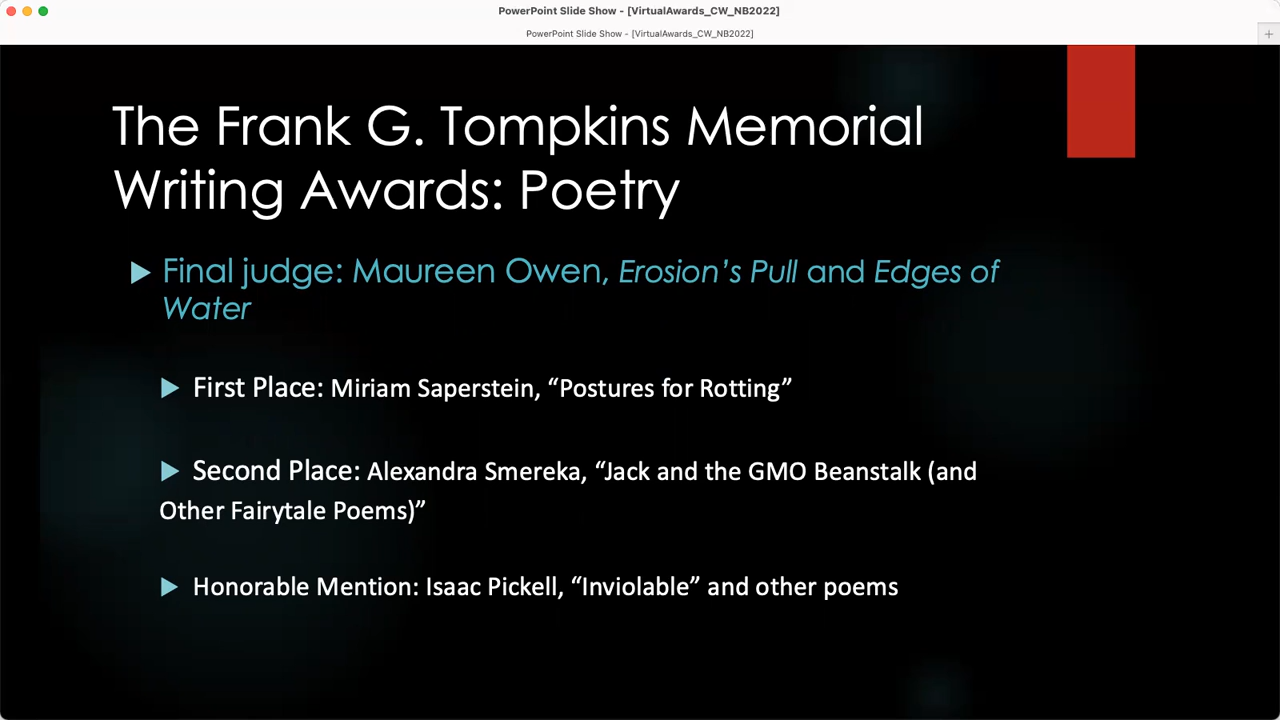 PowerPoint Slide Show - [VirtualAwards_CW_NB2022]
PowerPoint Slide Show - [VirtualAwards_CW_NB2022]
The Frank G. Tompkins Memorial
Writing Awards: Poetry
Final judge: Maureen Owen, Erosion’s Pull and Edges of
Water
First Place: Miriam Saperstein, “Postures for Rotting”
Second Place: Alexandra Smereka, “Jack and the GMO Beanstalk (and
Other Fairytale Poems)”
Honorable Mention: Isaac Pickell, “Inviolable” and other poems